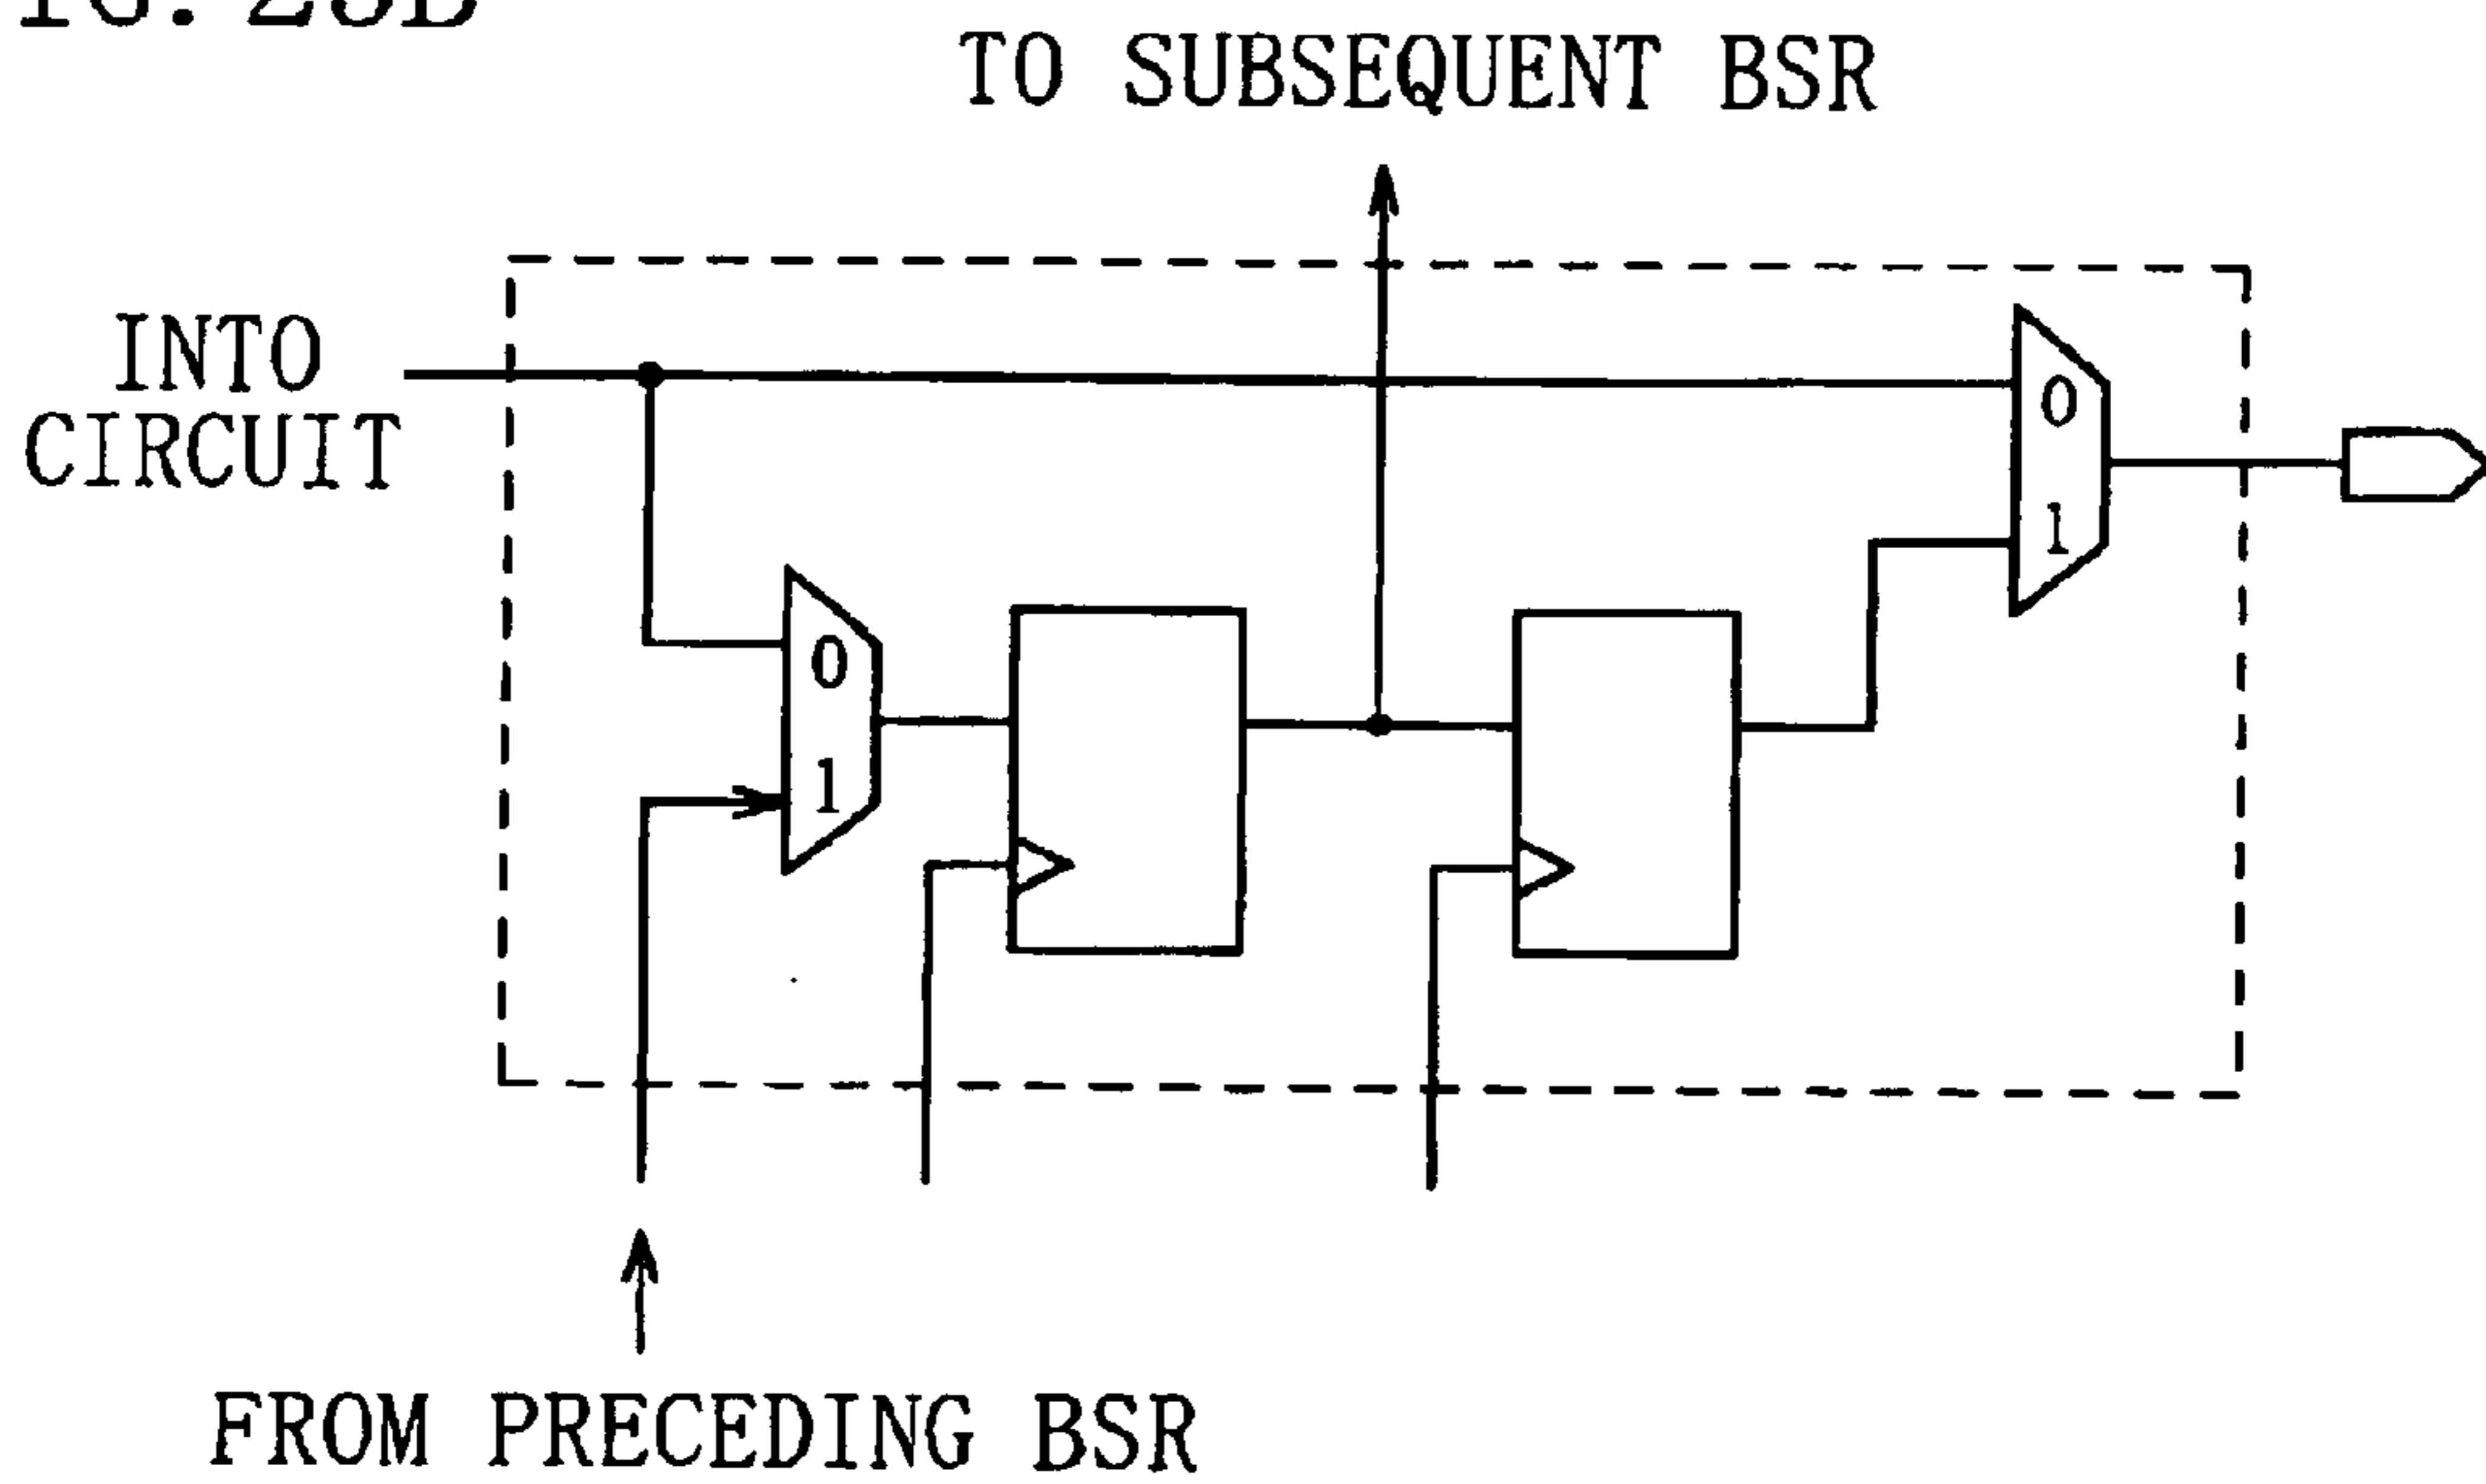 TO SUBSEQUENT BSR
INTO
CIRCUIT
0
1
0
1
FROM PRECEDING BSR